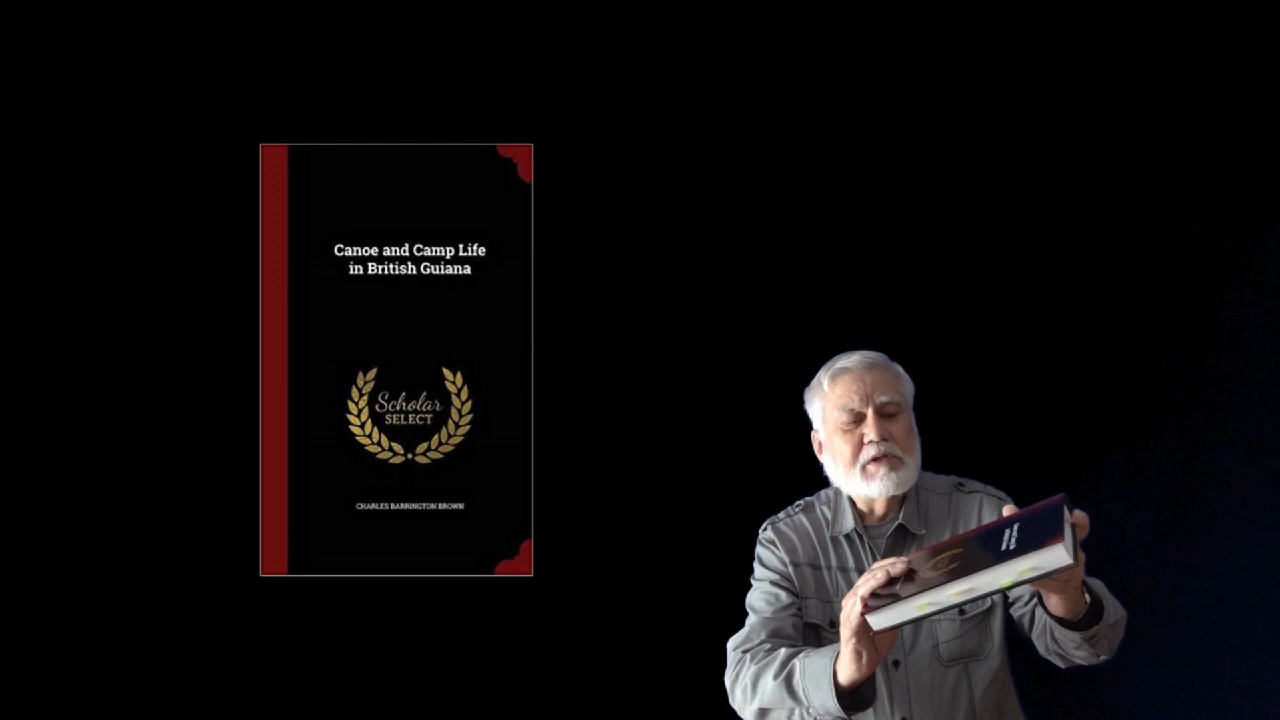 Canoe and Camp Life
in British Guiana
Scholar
SELECT
CHARLES BARRINGTON BROWN